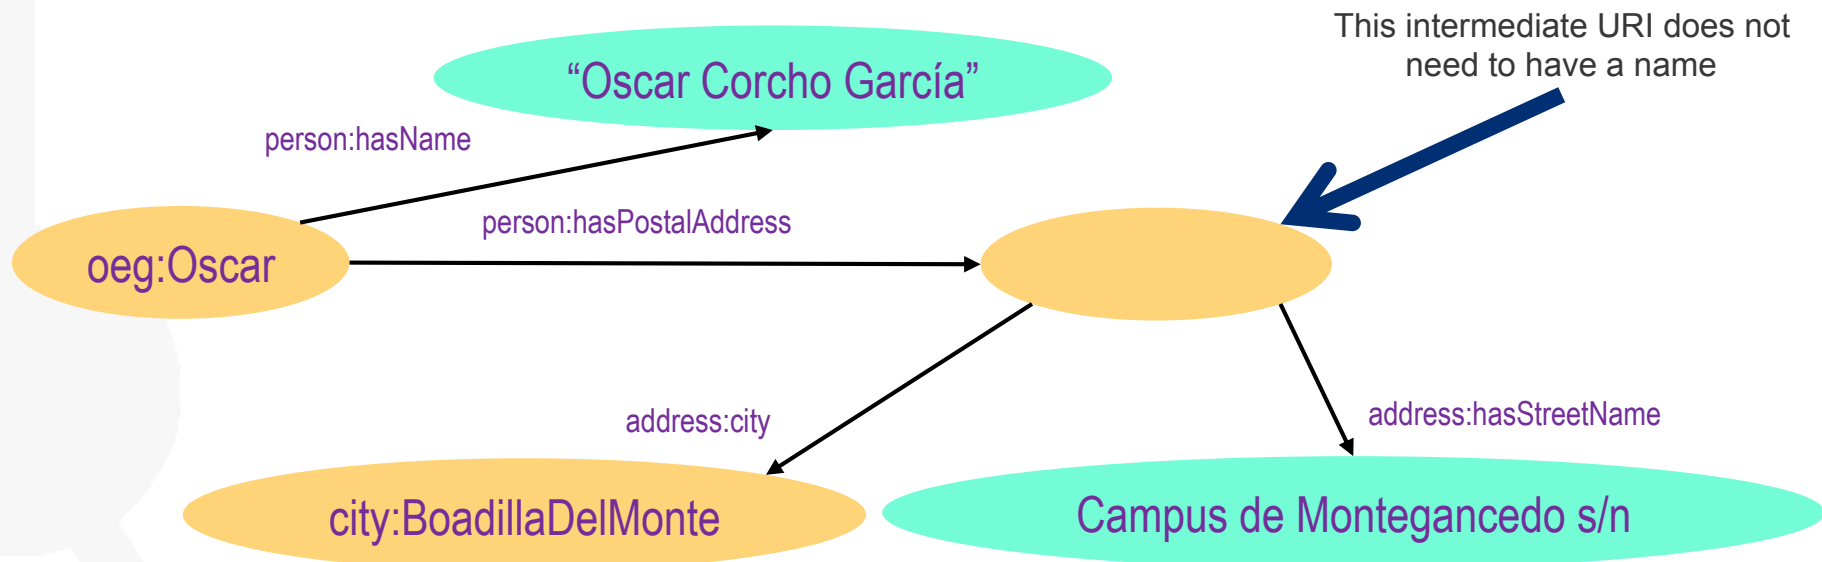 This intermediate URI does not
need to have a name
“Oscar Corcho García”
person:hasName
person:hasPostalAddress
oeg:Oscar
address:city
address:hasStreetName
city:BoadillaDelMonte
Campus de Montegancedo s/n